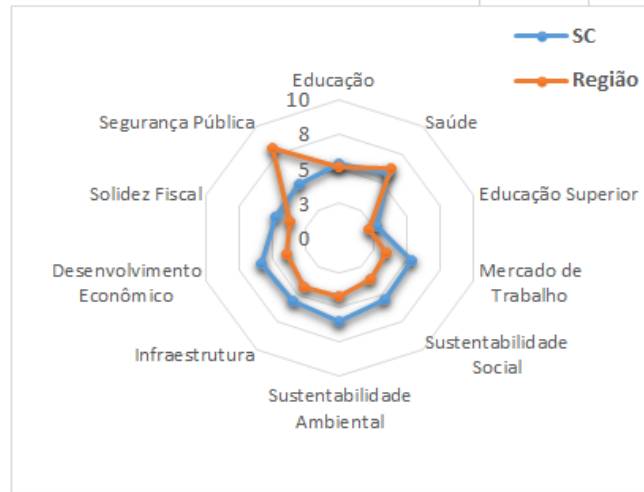 SC
Região
Educação
10
8
5
3
0
Saúde
Educação Superior
Mercado de
Trabalho
Sustentabilidade
Social
Sustentabilidade
Ambiental
Infraestrutura
Desenvolvimento
Econômico
Solidez Fiscal
Segurança Pública